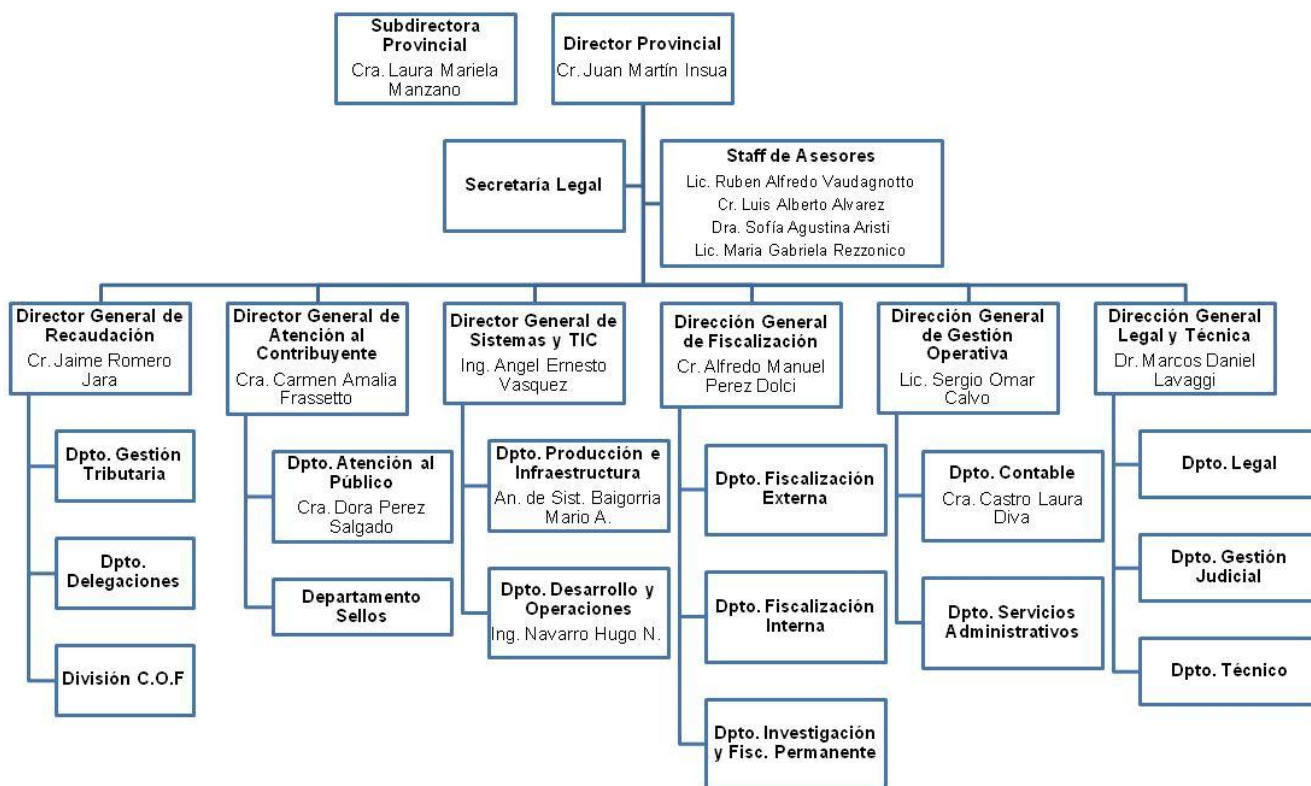 Subdirectora
Provincial
Cra. Laura Mariela
Manzano
Director Provincial
Cr. Juan Martín Insua
Secretaría Legal
Staff de Asesores
Lic. Ruben Alfredo Vaudagnotto
Cr. Luis Alberto Alvarez
Dra. Sofía Agustina Aristi
Lic. Maria Gabriela Rezzonico
Director General de
Recaudación
Cr. Jaime Romero
Jara
Dpto. Gestión
Tributaria
Dpto.
Delegaciones
División C.O.F
Director General de
Atención al
Contribuyente
Cra. Carmen Amalia
Frassetto
Dpto. Atención al
Público
Cra. Dora Perez
Salgado
Departamento
Sellos
Director General de
Sistemas y TIC
Ing. Angel Ernesto
Vasquez
Dpto. Producción e
Infraestructura
An. de Sist. Baigorria
Mario A.
Dpto. Desarrollo y
Operaciones
Ing. Navarro Hugo N.
Dirección General
de Fiscalización
Cr. Alfredo Manuel
Perez Dolci
Dpto. Fiscalización
Externa
Dpto. Fiscalización
Interna
Dpto. Investigación
y Fisc. Permanente
Dirección General
de Gestión
Operativa
Lic. Sergio Omar
Calvo
Dpto. Contable
Cra. Castro Laura
Diva
Dpto. Servicios
Administrativos
Dirección General
Legal y Técnica
Dr. Marcos Daniel
Lavaggi
Dpto. Legal
Dpto. Gestión
Judicial
Dpto. Técnico